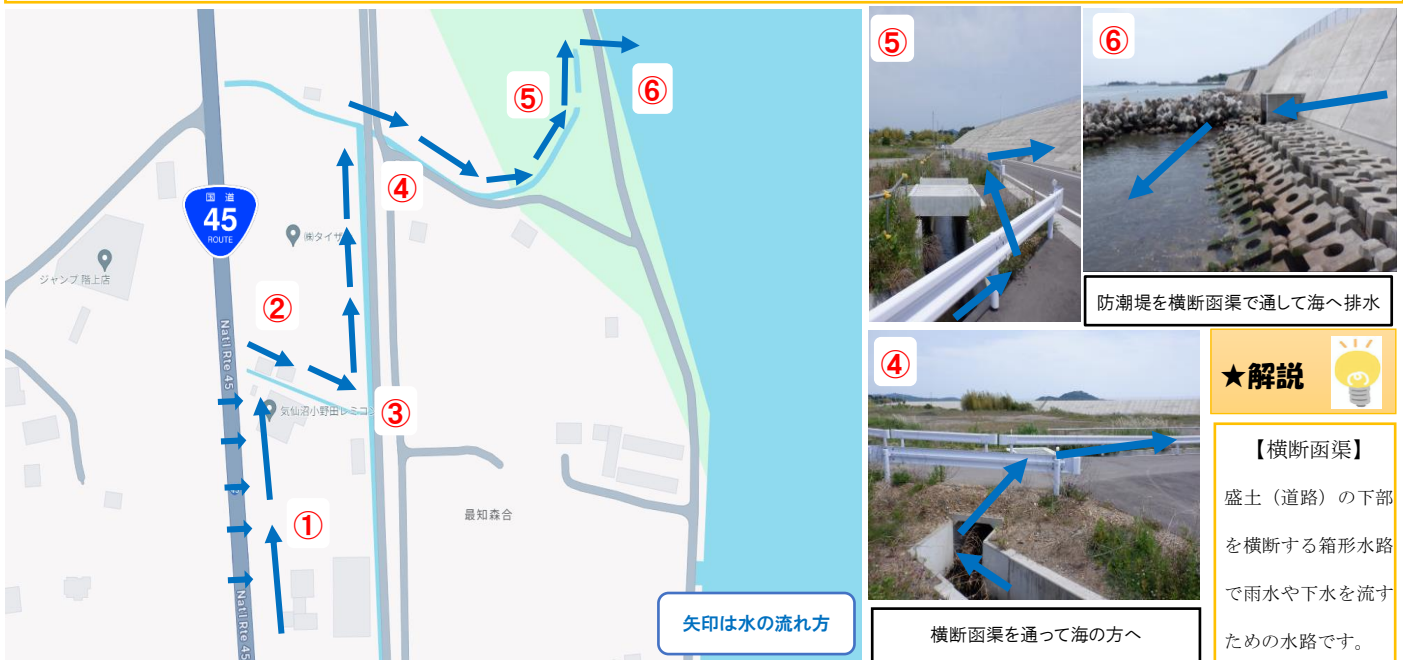 国道
45
ROUTE
ジャンプ 階上店
㈱タイザ
②
Nat'l Rte 45
気仙沼小野田レミコン
③
①
最知森合
Nat'l Rte 45
④
⑤
⑥
矢印は水の流れ方
⑤
⑥
防潮堤を横断函渠で通して海へ排水
④
横断函渠を通って海の方へ
★解説
【横断函渠】
盛土（道路）の下部
を横断する箱形水路
で雨水や下水を流す
ための水路です。